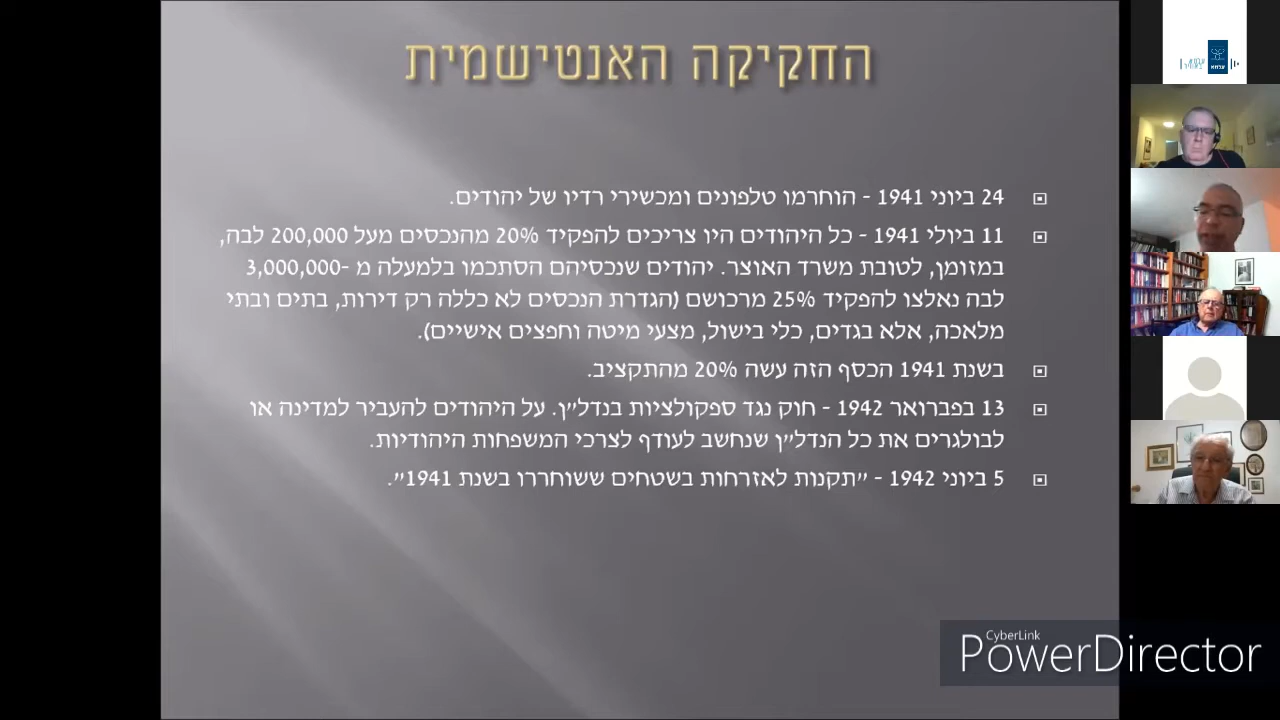 החקיקה האנטישמית
24 ביוני 1941 - הוחרמו טלפונים ומכשירי רדיו של יהודים.
11 ביולי 1941 - כל היהודים היו צריכים להפקיד 20% מהנכסים מעל 200,000 לבה,
במזומן, לטובת משרד האוצר. יהודים שנכסיהם הסתכמו בלמעלה מ -3,000,000
לבה נאלצו להפקיד 25% מרכושם (הגדרת הנכסים לא כללה רק דירות, בתים ובתי
מלאכה, אלא בגדים, כלי בישול, מצעי מיטה וחפצים אישיים).
בשנת 1941 הכסף הזה עשה 20% מהתקציב.
13 בפברואר 1942 - חוק נגד ספקולציות בנדל"ן. על היהודים להעביר למדינה או
לבולגרים את כל הנדל"ן שנחשב לעודף לצרכי המשפחות היהודיות.
5 ביוני 1942 - "תקנות לאזרחות בשטחים ששוחררו בשנת 1941".
CyberLink
PowerDirector